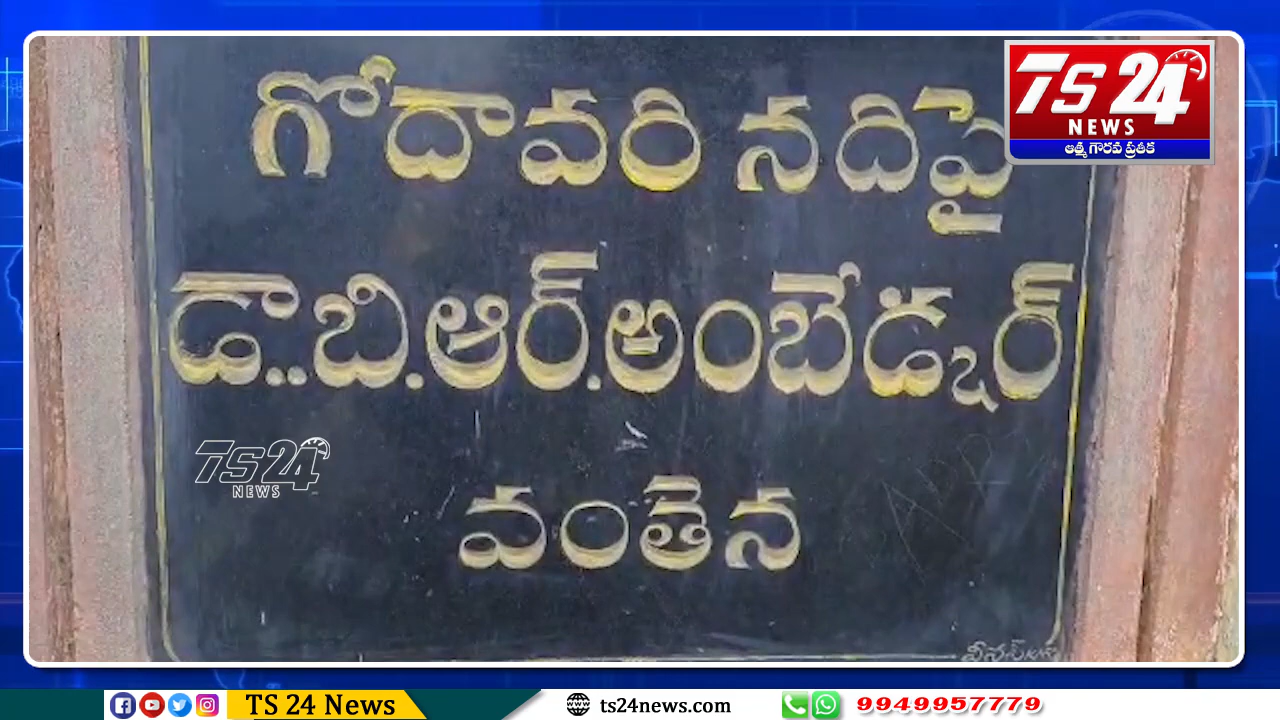 గోదావరి నదిపై
డా..బి.ఆర్.అంబేడ్కర్
వంతెన
TS 24
NEWS
ఆత్మ గౌరవ ప్రతీక
TS 24
NEWS
TS 24 News
ts24news.com
9949957779